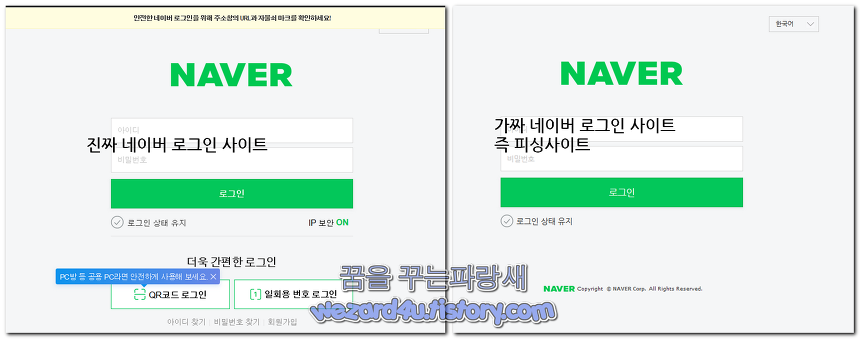 안전한 네이버 로그인을 위해 주소창의 URL과 자물쇠 마크를 확인하세요!
NAVER
아이디
진짜 네이버 로그인 사이트
비밀번호
로그인
로그인 상태 유지
IP 보안 ON
더욱 간편한 로그인
PC방 등 공용 PC라면 안전하게 사용해 보세요. ×
QR코드 로그인
일회용 번호 로그인
아이디 찾기 | 비밀번호 찾기 | 회원가입
한국어
NAVER
가짜 네이버 로그인 사이트
즉 피싱사이트
비밀번호
로그인
로그인 상태 유지
NAVER Copyright © NAVER Corp. All Rights Reserved.
꿈을 꾸는파랑새
wezard4u.tistory.com